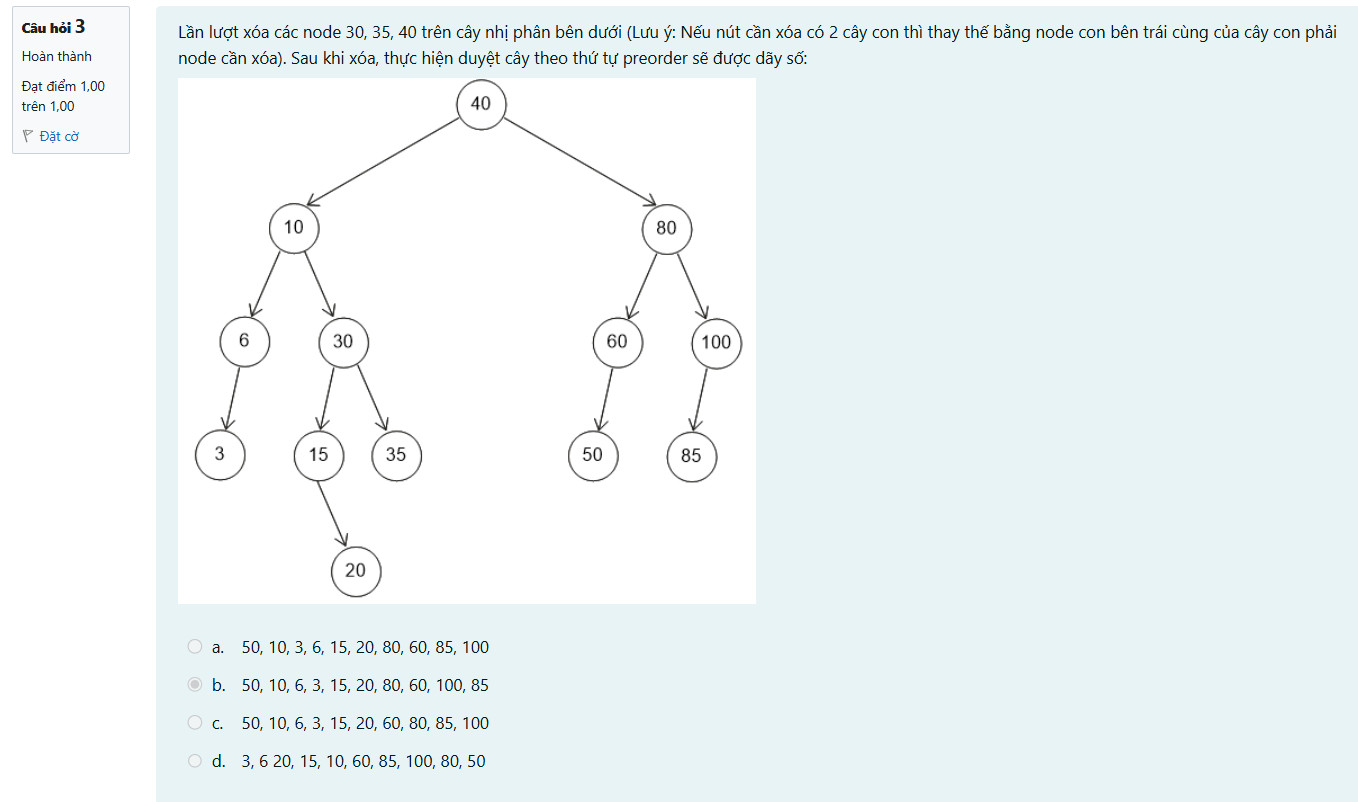 Câu hỏi 3
Hoàn thành
Đạt điểm 1,00
trên 1,00
Đặt cờ
Lần lượt xóa các node 30, 35, 40 trên cây nhị phân bên dưới (Lưu ý: Nếu nút cần xóa có 2 cây con thì thay thế bằng node con bên trái cùng của cây con phải
node cần xóa). Sau khi xóa, thực hiện duyệt cây theo thứ tự preorder sẽ được dãy số:
40
10 80
6 30 60 100
3 15 35 50 85
20
a. 50, 10, 3, 6, 15, 20, 80, 60, 85, 100
b. 50, 10, 6, 3, 15, 20, 80, 60, 100, 85
c. 50, 10, 6, 3, 15, 20, 60, 80, 85, 100
d. 3, 6 20, 15, 10, 60, 85, 100, 80, 50